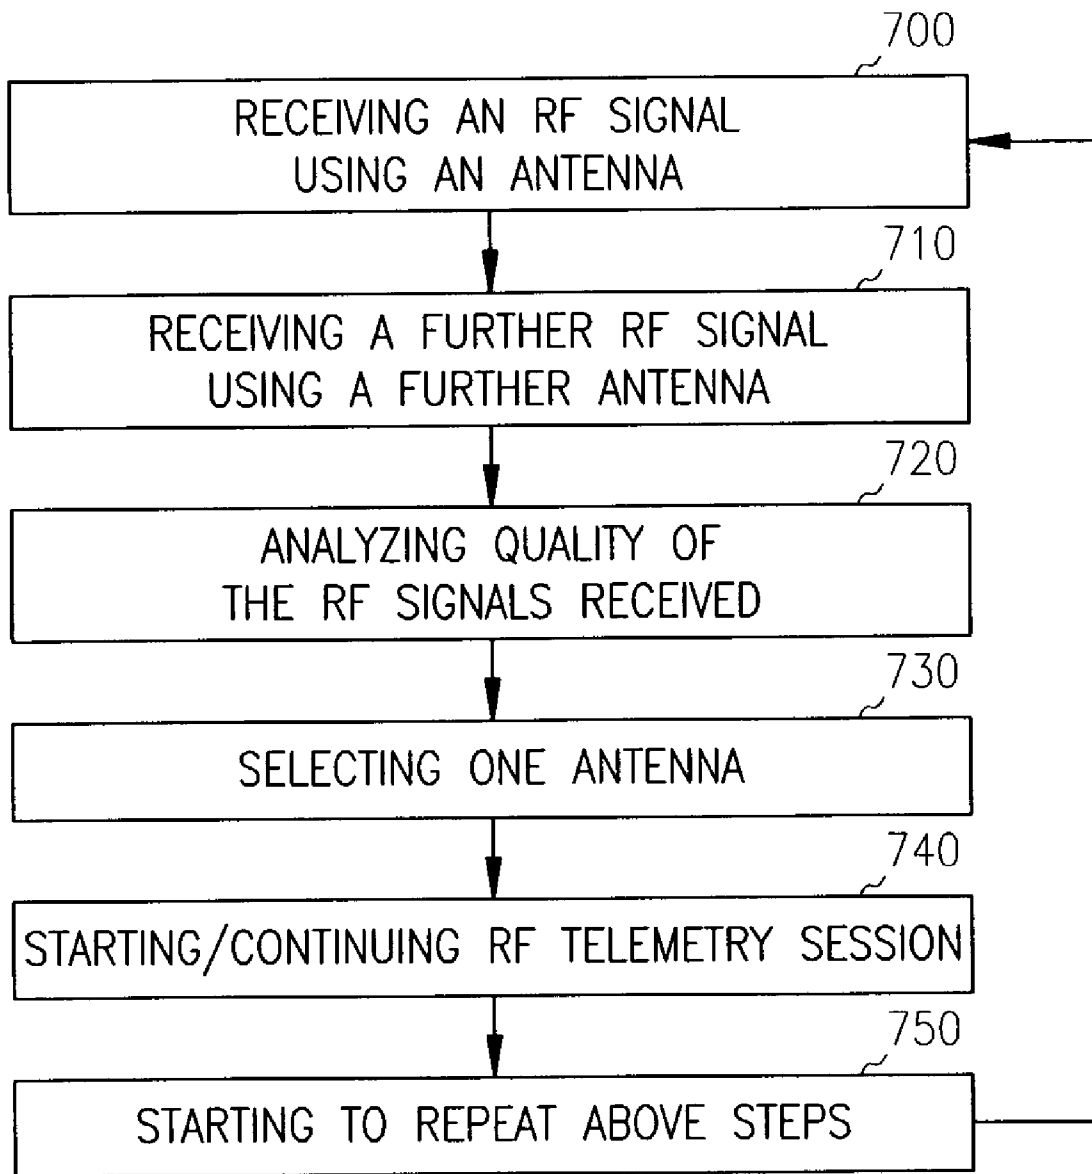 700
RECEIVING AN RF SIGNAL
USING AN ANTENNA
710
RECEIVING A FURTHER RF SIGNAL
USING A FURTHER ANTENNA
720
ANALYZING QUALITY OF
THE RF SIGNALS RECEIVED
730
SELECTING ONE ANTENNA
740
STARTING/CONTINUING RF TELEMETRY SESSION
750
STARTING TO REPEAT ABOVE STEPS